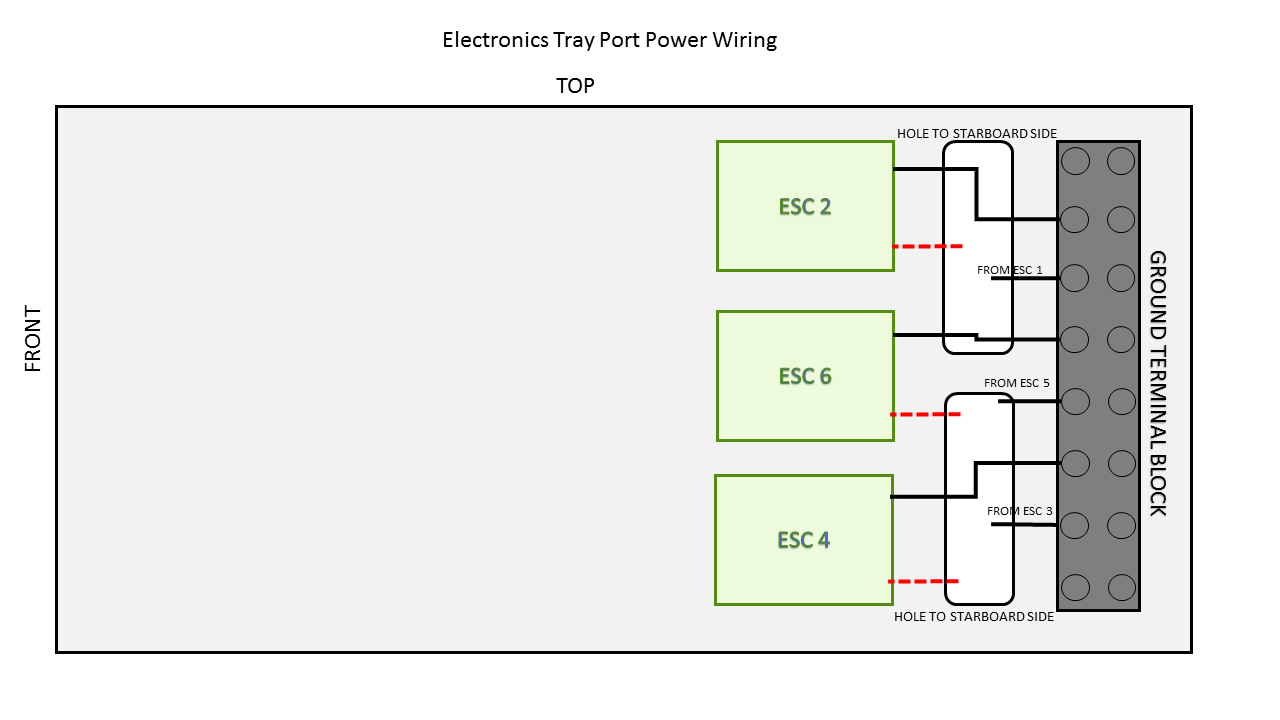 Electronics Tray Port Power Wiring
TOP
HOLE TO STARBOARD SIDE
ESC 2
FROM ESC 1
GROUND TERMINAL BLOCK
FRONT
ESC 6
FROM ESC 5
FROM ESC 3
ESC 4
HOLE TO STARBOARD SIDE